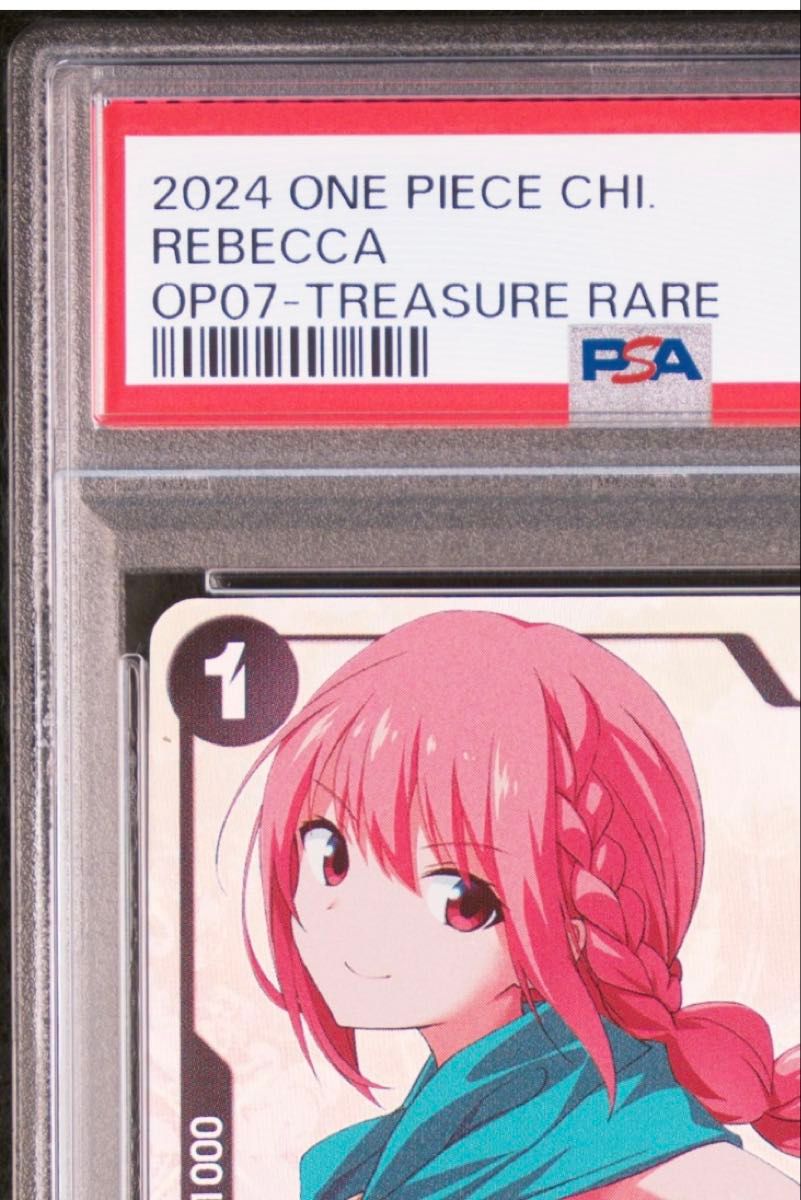 2024 ONE PIECE CHI.
REBECCA
OP07-TREASURE RARE
PSA
1
1000